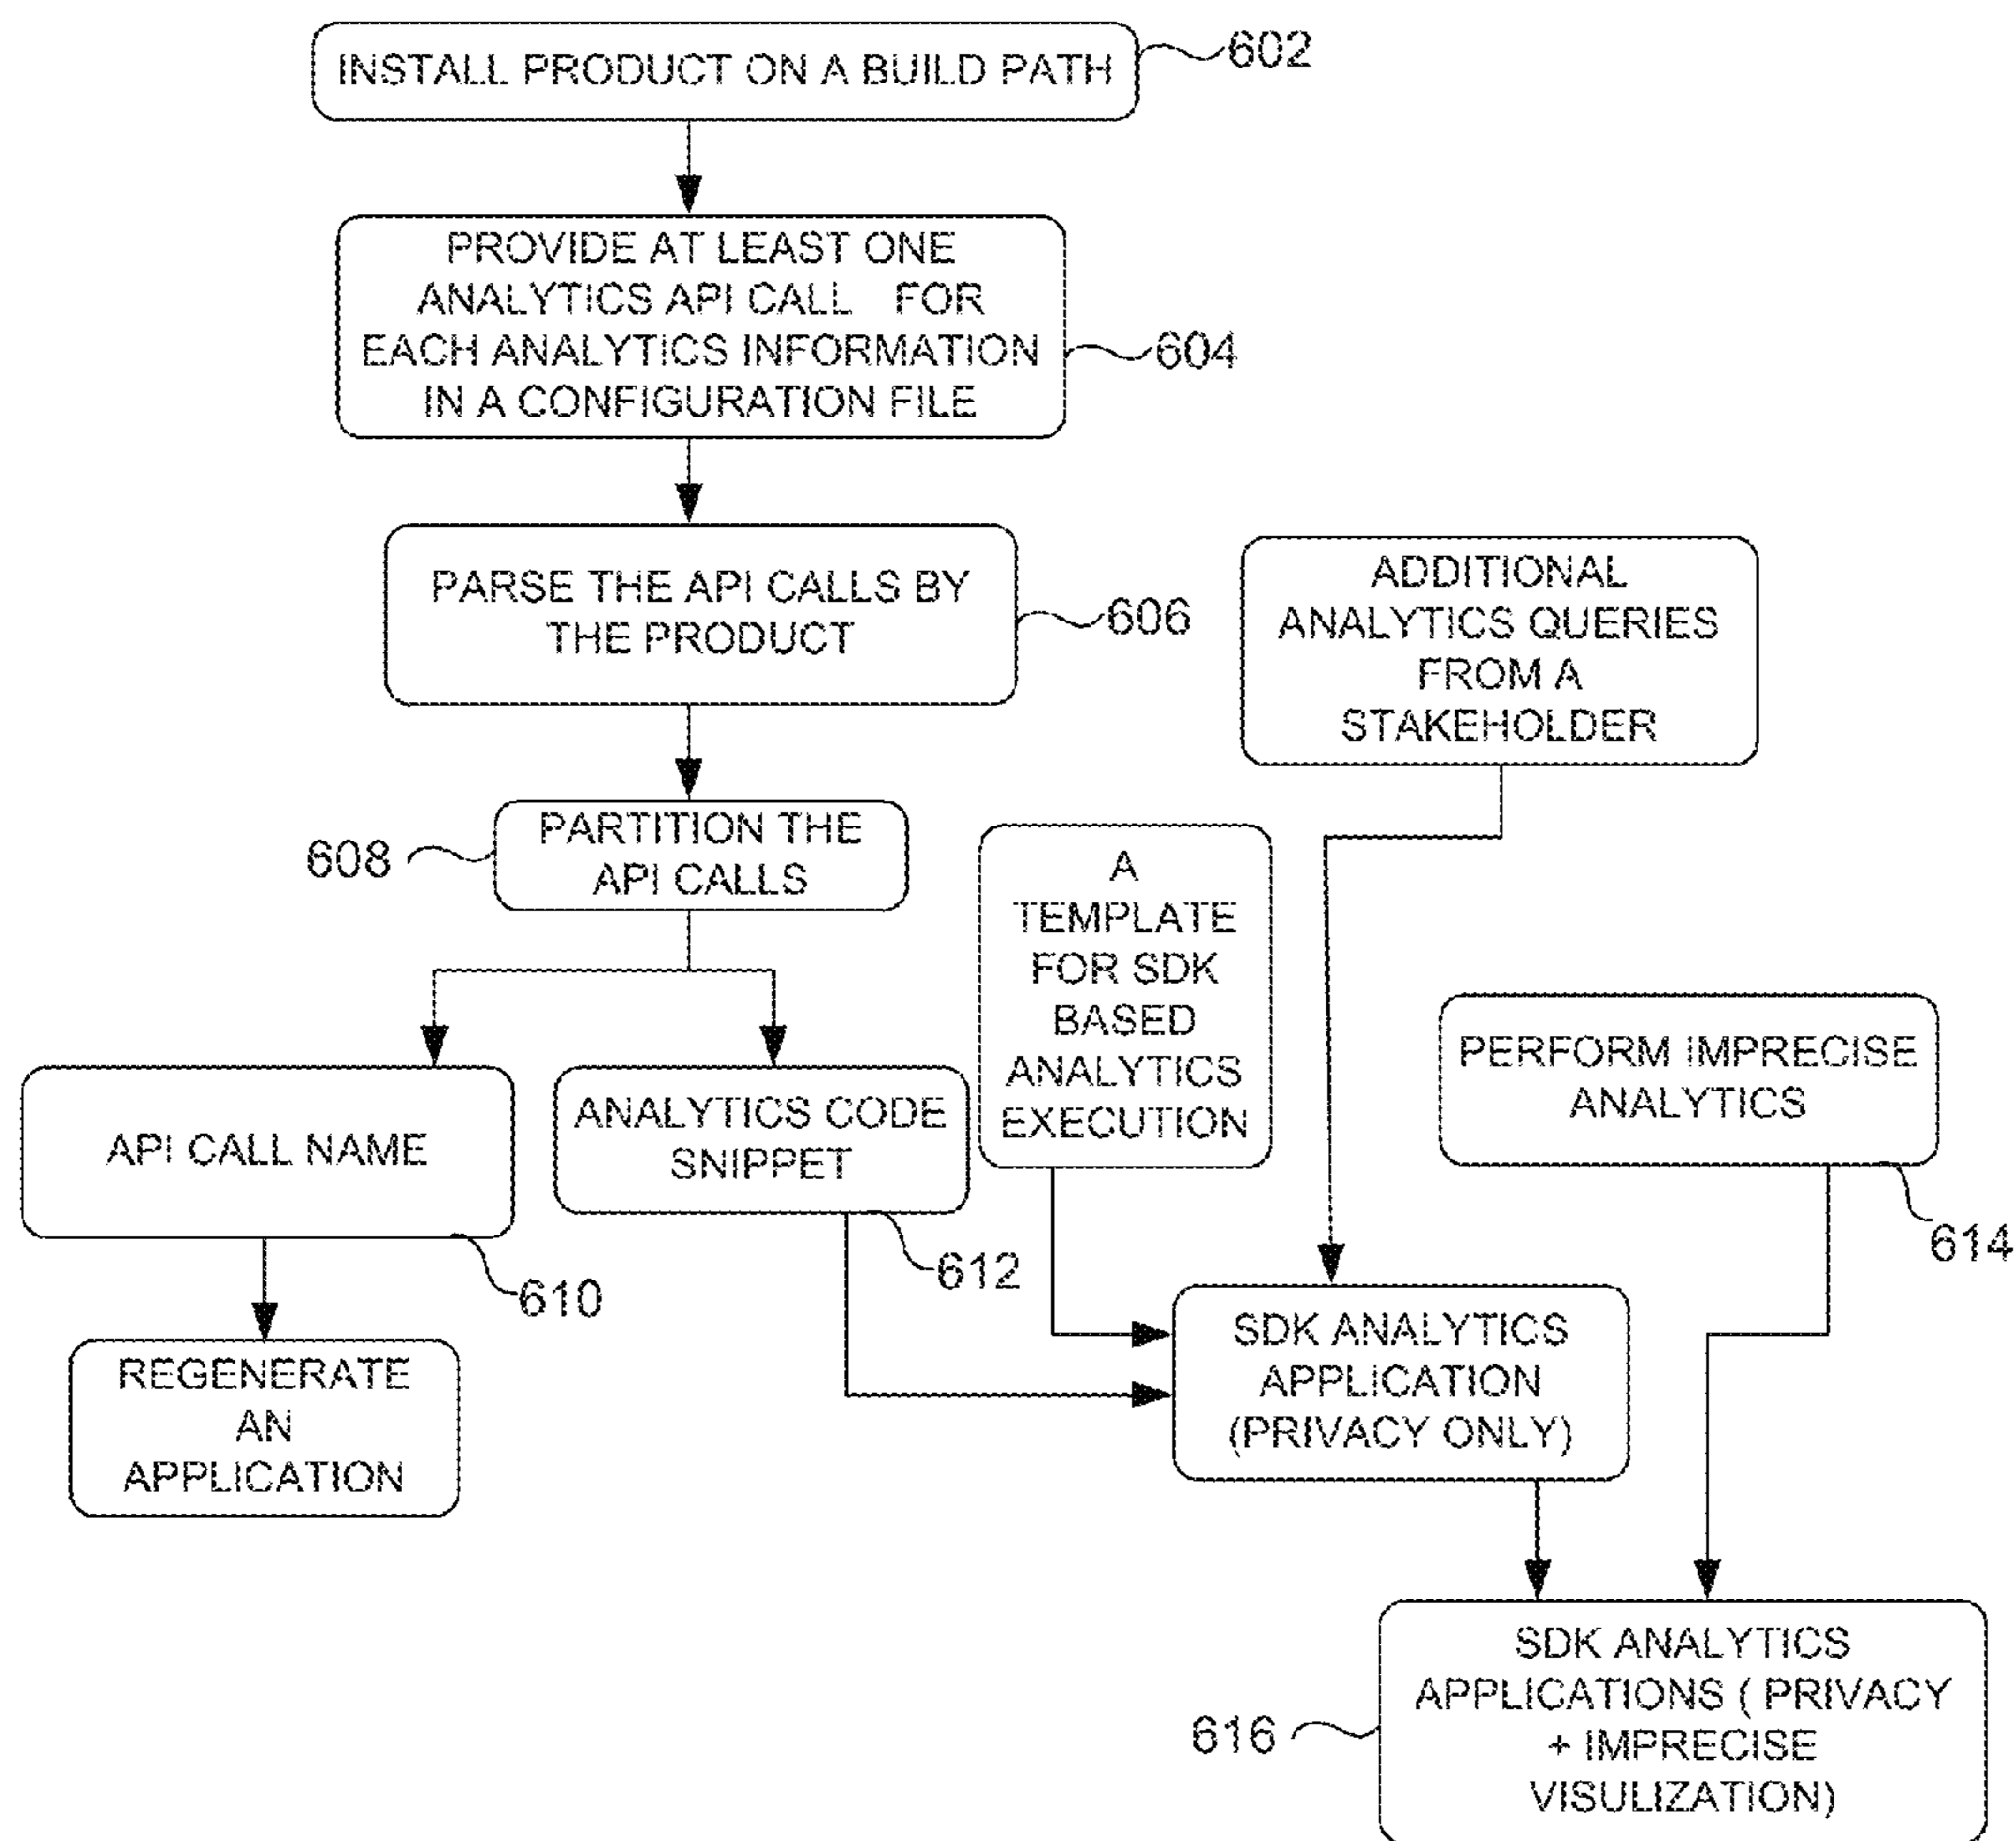 INSTALL PRODUCT ON A BUILD PATH
602
PROVIDE AT LEAST ONE
ANALYTICS API CALL FOR
EACH ANALYTICS INFORMATION
IN A CONFIGURATION FILE
604
PARSE THE API CALLS BY
THE PRODUCT
606
ADDITIONAL
ANALYTICS QUERIES
FROM A
STAKEHOLDER
608
PARTITION THE
API CALLS
A
TEMPLATE
FOR SDK
BASED
ANALYTICS
EXECUTION
PERFORM IMPRECISE
ANALYTICS
614
API CALL NAME
610
ANALYTICS CODE
SNIPPET
612
REGENERATE
AN
APPLICATION
SDK ANALYTICS
APPLICATION
(PRIVACY ONLY)
616
SDK ANALYTICS
APPLICATIONS ( PRIVACY
+ IMPRECISE
VISULIZATION)